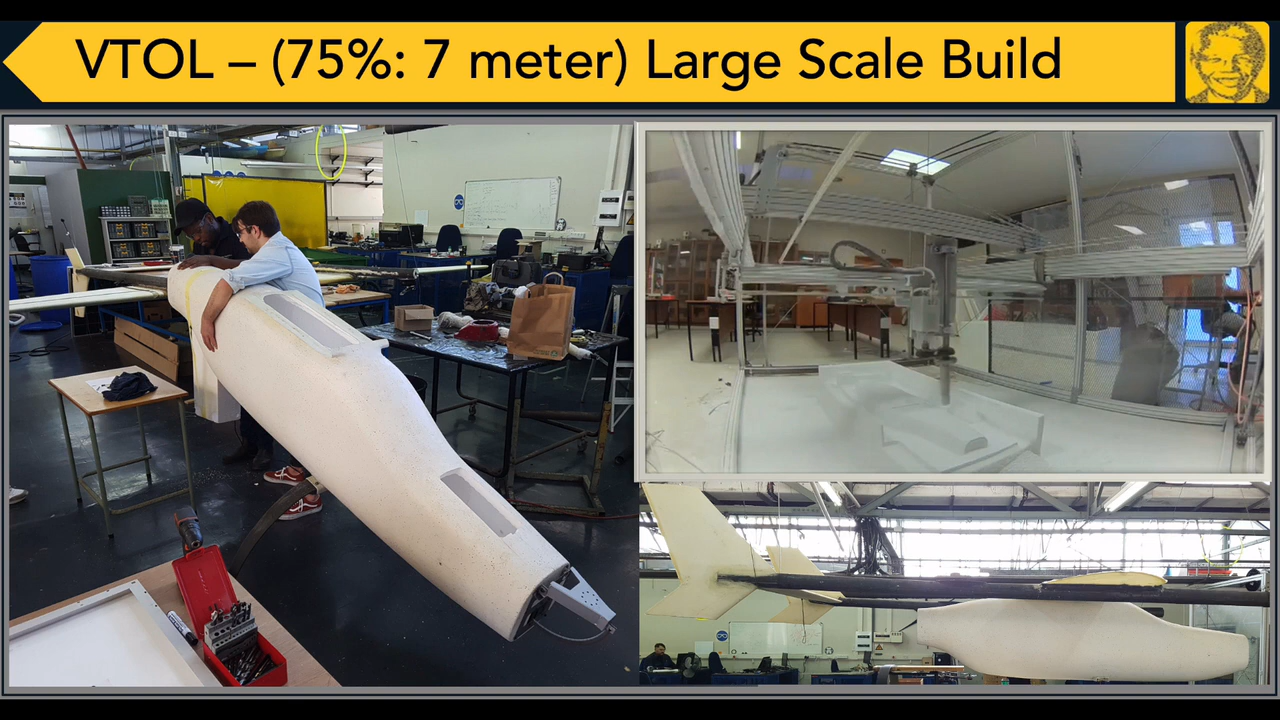 VTOL – (75%: 7 meter) Large Scale Build